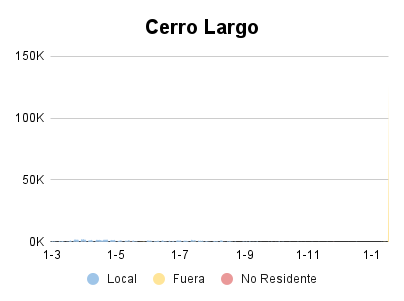 Cerro Largo
150K
100K
50K
0K
1-3 1-5 1-7 1-9 1-11 1-1
Local Fuera No Residente